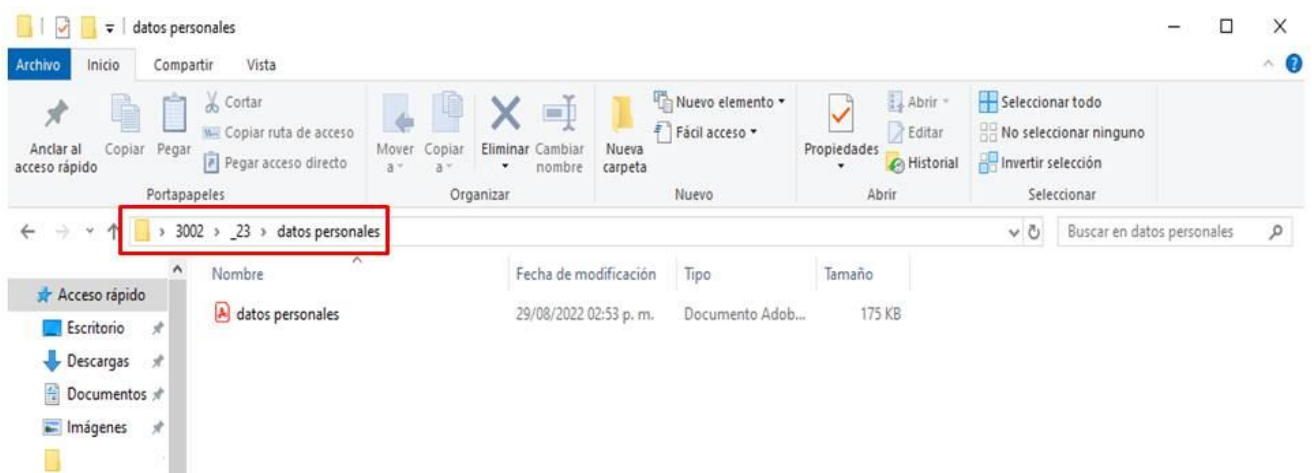 datos personales
Archivo Inicio Compartir Vista
Anclar al acceso rápido
Copiar
Pegar
Cortar
Copiar ruta de acceso
Pegar acceso directo
Portapapeles
Mover a
Copiar a
Eliminar
Cambiar nombre
Organizar
Nueva carpeta
Nuevo elemento
Fácil acceso
Nuevo
Propiedades
Abrir
Editar
Historial
Abrir
Seleccionar todo
No seleccionar ninguno
Invertir selección
Seleccionar
› 3002 › _23 › datos personales
Buscar en datos personales
Nombre Fecha de modificación Tipo Tamaño
datos personales 29/08/2022 02:53 p. m. Documento Adob... 175 KB
Acceso rápido
Escritorio
Descargas
Documentos
Imágenes